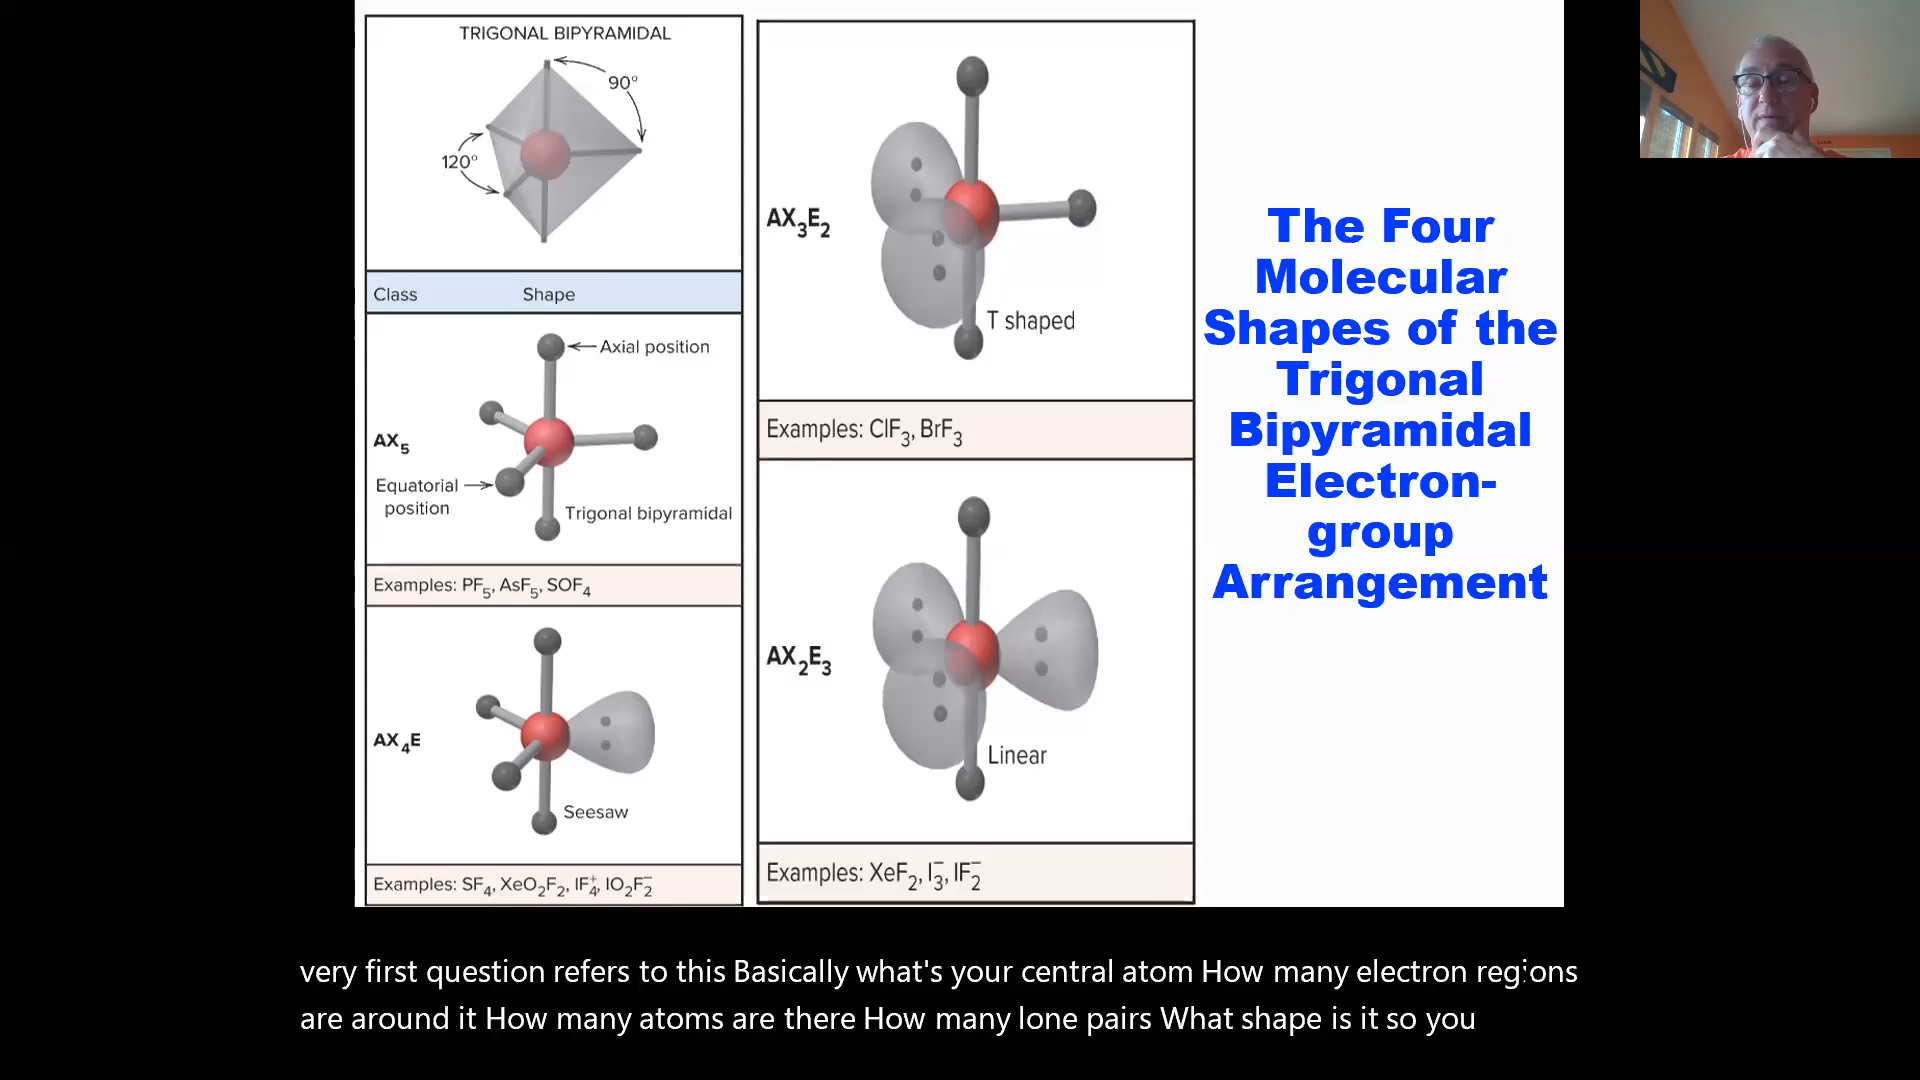 TRIGONAL BIPYRAMIDAL
90°
120°
Class Shape
Axial position
AX5
Equatorial
position
Trigonal bipyramidal
Examples: PF5, AsF5, SOF4
AX4E
Seesaw
Examples: SF4, XeO2F2, IF4+, IO2F2−
AX3E2
T shaped
Examples: ClF3, BrF3
AX2E3
Linear
Examples: XeF2, I3−, IF2−
The Four
Molecular
Shapes of the
Trigonal
Bipyramidal
Electron-
group
Arrangement
very first question refers to this Basically what's your central atom How many electron regions
are around it How many atoms are there How many lone pairs What shape is it so you